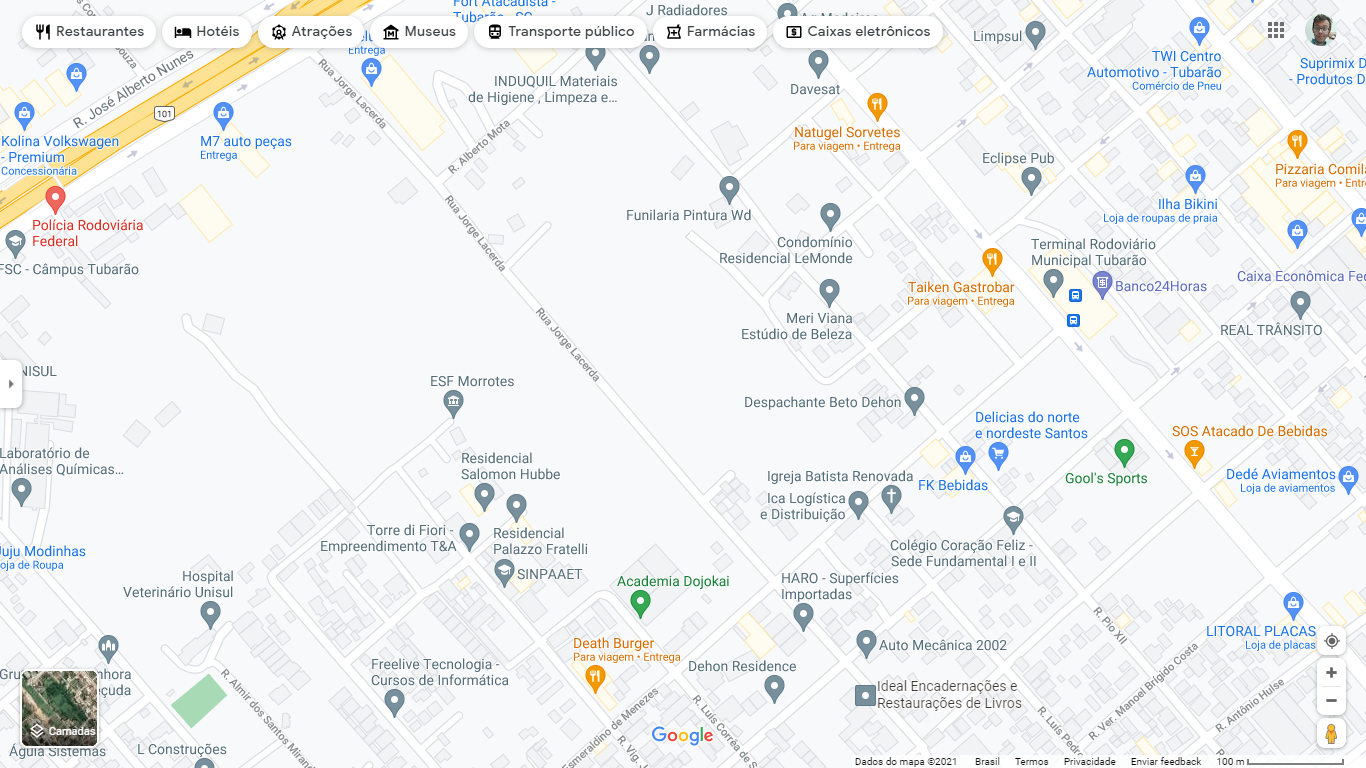 Fort Atacadista -
Tubarão - SC
J Radiadores
Restaurantes
Hotéis
Atrações
Museus
Transporte público
Farmácias
Caixas eletrônicos
Limpsul
Entrega
R. José Alberto Nunes
101
Rua Jorge Lacerda
INDUQUIL Materiais
de Higiene , Limpeza e...
Davesat
TWI Centro
Automotivo - Tubarão
Comércio de Pneu
Suprimix D
- Produtos D
Kolina Volkswagen
- Premium
Concessionária
M7 auto peças
Entrega
R. Alberto Mota
Natugel Sorvetes
Para viagem • Entrega
Eclipse Pub
Pizzaria Comila
Para viagem • Entre
Polícia Rodoviária
Federal
FSC - Câmpus Tubarão
Rua Jorge Lacerda
Funilaria Pintura Wd
Condomínio
Residencial LeMonde
Ilha Bikini
Loja de roupas de praia
Terminal Rodoviário
Municipal Tubarão
Taiken Gastrobar
Para viagem • Entrega
Banco24Horas
Caixa Econômica Fed
Meri Viana
Estúdio de Beleza
REAL TRÂNSITO
Rua Jorge Lacerda
NISUL
ESF Morrotes
Despachante Beto Dehon
Delicias do norte
e nordeste Santos
SOS Atacado De Bebidas
Laboratório de
Análises Químicas...
Residencial
Salomon Hubbe
Igreja Batista Renovada
FK Bebidas
Gool's Sports
Dedé Aviamentos
Loja de aviamentos
Ica Logística
e Distribuição
Torre di Fiori -
Empreendimento T&A
Residencial
Palazzo Fratelli
Colégio Coração Feliz -
Sede Fundamental I e II
Juju Modinhas
oja de Roupa
Hospital
Veterinário Unisul
SINPAAET
Academia Dojokai
HARO - Superfícies
Importadas
R. Pio XII
LITORAL PLACAS
Loja de placas
Death Burger
Para viagem • Entrega
Auto Mecânica 2002
Freelive Tecnologia -
Cursos de Informática
Dehon Residence
Ideal Encadernações e
Restaurações de Livros
R. Ver. Manoel Brigido Costa
R. Antônio Hulse
R. Almir dos Santos Miran
Esmeraldino de Menezes
R. Luis Corrêa de S
R. Luis Pedro
R. Vig.
Camadas
Águia Sistemas
L Construções
Google
Dados do mapa ©2021
Brasil
Termos
Privacidade
Enviar feedback
100 m